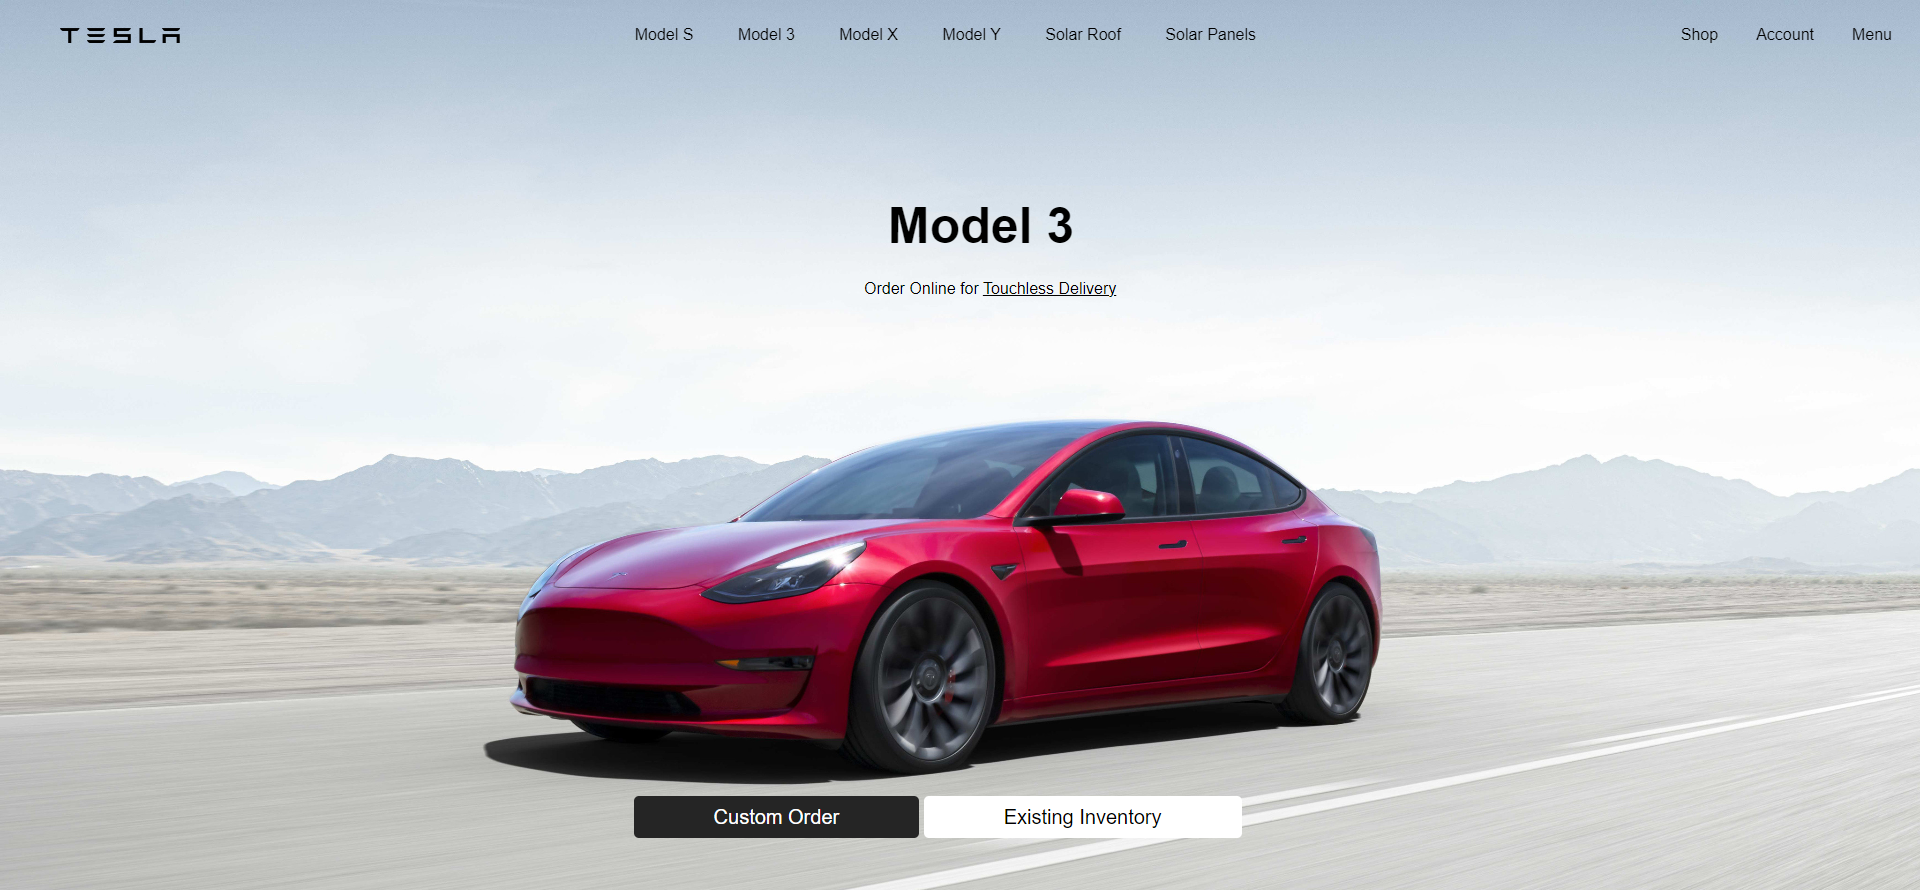 TESLA Model S Model 3 Model X Model Y Solar Roof Solar Panels Shop Account Menu
Model 3
Order Online for Touchless Delivery
Custom Order Existing Inventory